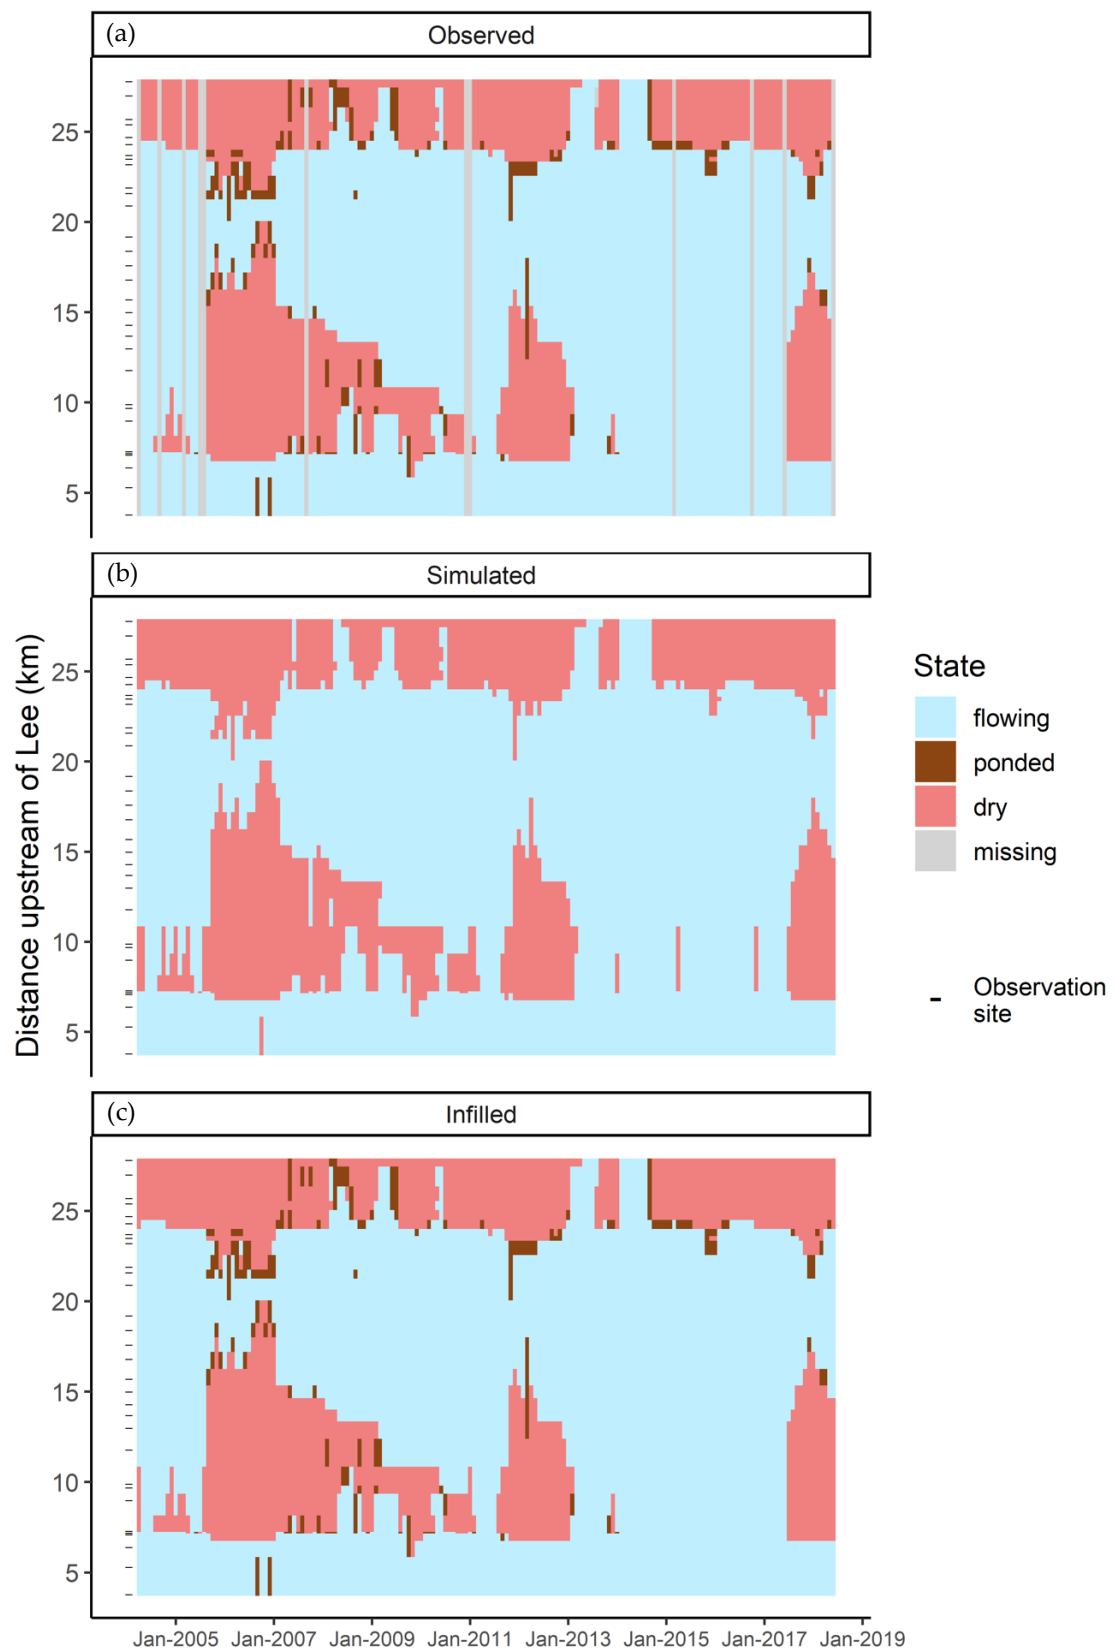 (a) Observed
25
20
15
10
5
(b) Simulated
25
20
15
10
5
Distance upstream of Lee (km)
State
flowing
ponded
dry
missing
- Observation
site
(c) Infilled
25
20
15
10
5
Jan-2005 Jan-2007 Jan-2009 Jan-2011 Jan-2013 Jan-2015 Jan-2017 Jan-2019